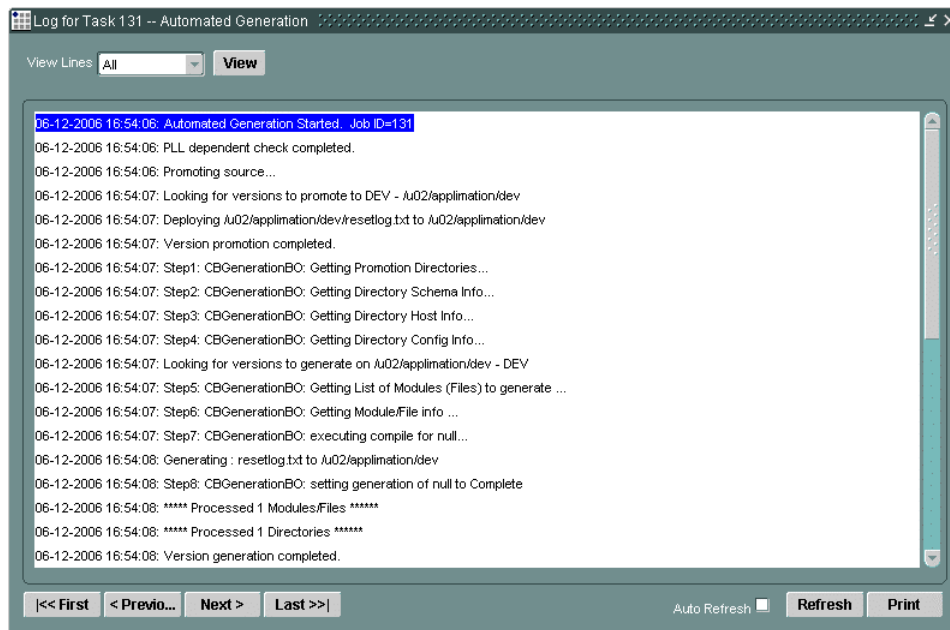 Log for Task 131 -- Automated Generation
View Lines All View
06-12-2006 16:54:06: Automated Generation Started. Job ID=131
06-12-2006 16:54:06: PLL dependent check completed.
06-12-2006 16:54:06: Promoting source...
06-12-2006 16:54:07: Looking for versions to promote to DEV - /u02/applimation/dev
06-12-2006 16:54:07: Deploying /u02/applimation/dev/resetlog.txt to /u02/applimation/dev
06-12-2006 16:54:07: Version promotion completed.
06-12-2006 16:54:07: Step1: CBGenerationBO: Getting Promotion Directories...
06-12-2006 16:54:07: Step2: CBGenerationBO: Getting Directory Schema Info...
06-12-2006 16:54:07: Step3: CBGenerationBO: Getting Directory Host Info...
06-12-2006 16:54:07: Step4: CBGenerationBO: Getting Directory Config Info...
06-12-2006 16:54:07: Looking for versions to generate on /u02/applimation/dev - DEV
06-12-2006 16:54:07: Step5: CBGenerationBO: Getting List of Modules (Files) to generate ...
06-12-2006 16:54:07: Step6: CBGenerationBO: Getting Module/File info ...
06-12-2006 16:54:07: Step7: CBGenerationBO: executing compile for null...
06-12-2006 16:54:08: Generating : resetlog.txt to /u02/applimation/dev
06-12-2006 16:54:08: Step8: CBGenerationBO: setting generation of null to Complete
06-12-2006 16:54:08: ***** Processed 1 Modules/Files ******
06-12-2006 16:54:08: ***** Processed 1 Directories ******
06-12-2006 16:54:08: Version generation completed.
|<< First < Previo... Next > Last >>| Auto Refresh Refresh Print